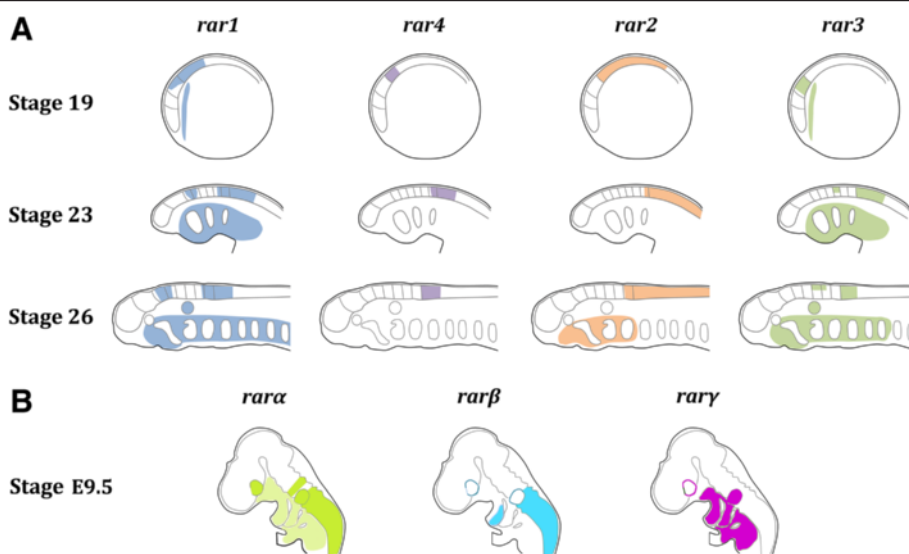 A
rar1 rar4 rar2 rar3
Stage 19
Stage 23
Stage 26
B
rarα rarβ rarγ
Stage E9.5